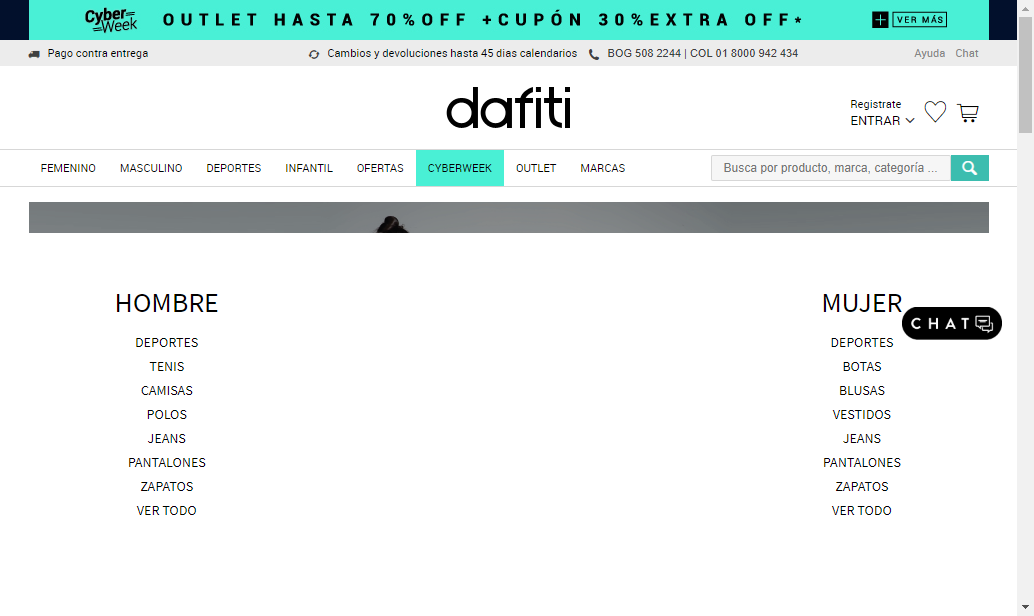 Cyber Week
OUTLET HASTA 70%OFF +CUPÓN 30%EXTRA OFF*
VER MÁS
Pago contra entrega
Cambios y devoluciones hasta 45 dias calendarios
BOG 508 2244 | COL 01 8000 942 434
Ayuda
Chat
dafiti
Registrate
ENTRAR
FEMENINO
MASCULINO
DEPORTES
INFANTIL
OFERTAS
CYBERWEEK
OUTLET
MARCAS
Busca por producto, marca, categoría ...
HOMBRE
DEPORTES
TENIS
CAMISAS
POLOS
JEANS
PANTALONES
ZAPATOS
VER TODO
MUJER
DEPORTES
BOTAS
BLUSAS
VESTIDOS
JEANS
PANTALONES
ZAPATOS
VER TODO
CHAT